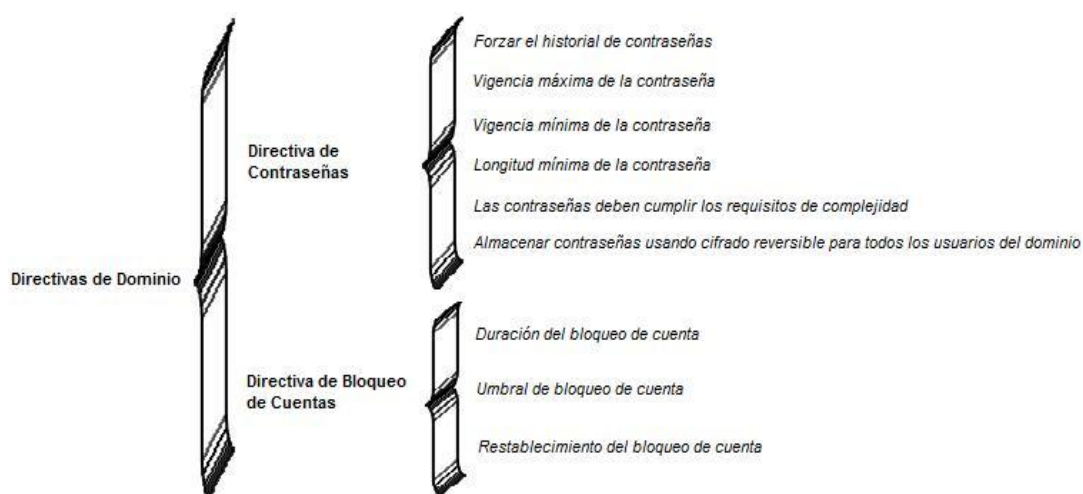 Directivas de Dominio
Directiva de
Contraseñas
Forzar el historial de contraseñas
Vigencia máxima de la contraseña
Vigencia mínima de la contraseña
Longitud mínima de la contraseña
Las contraseñas deben cumplir los requisitos de complejidad
Almacenar contraseñas usando cifrado reversible para todos los usuarios del dominio
Directiva de Bloqueo
de Cuentas
Duración del bloqueo de cuenta
Umbral de bloqueo de cuenta
Restablecimiento del bloqueo de cuenta